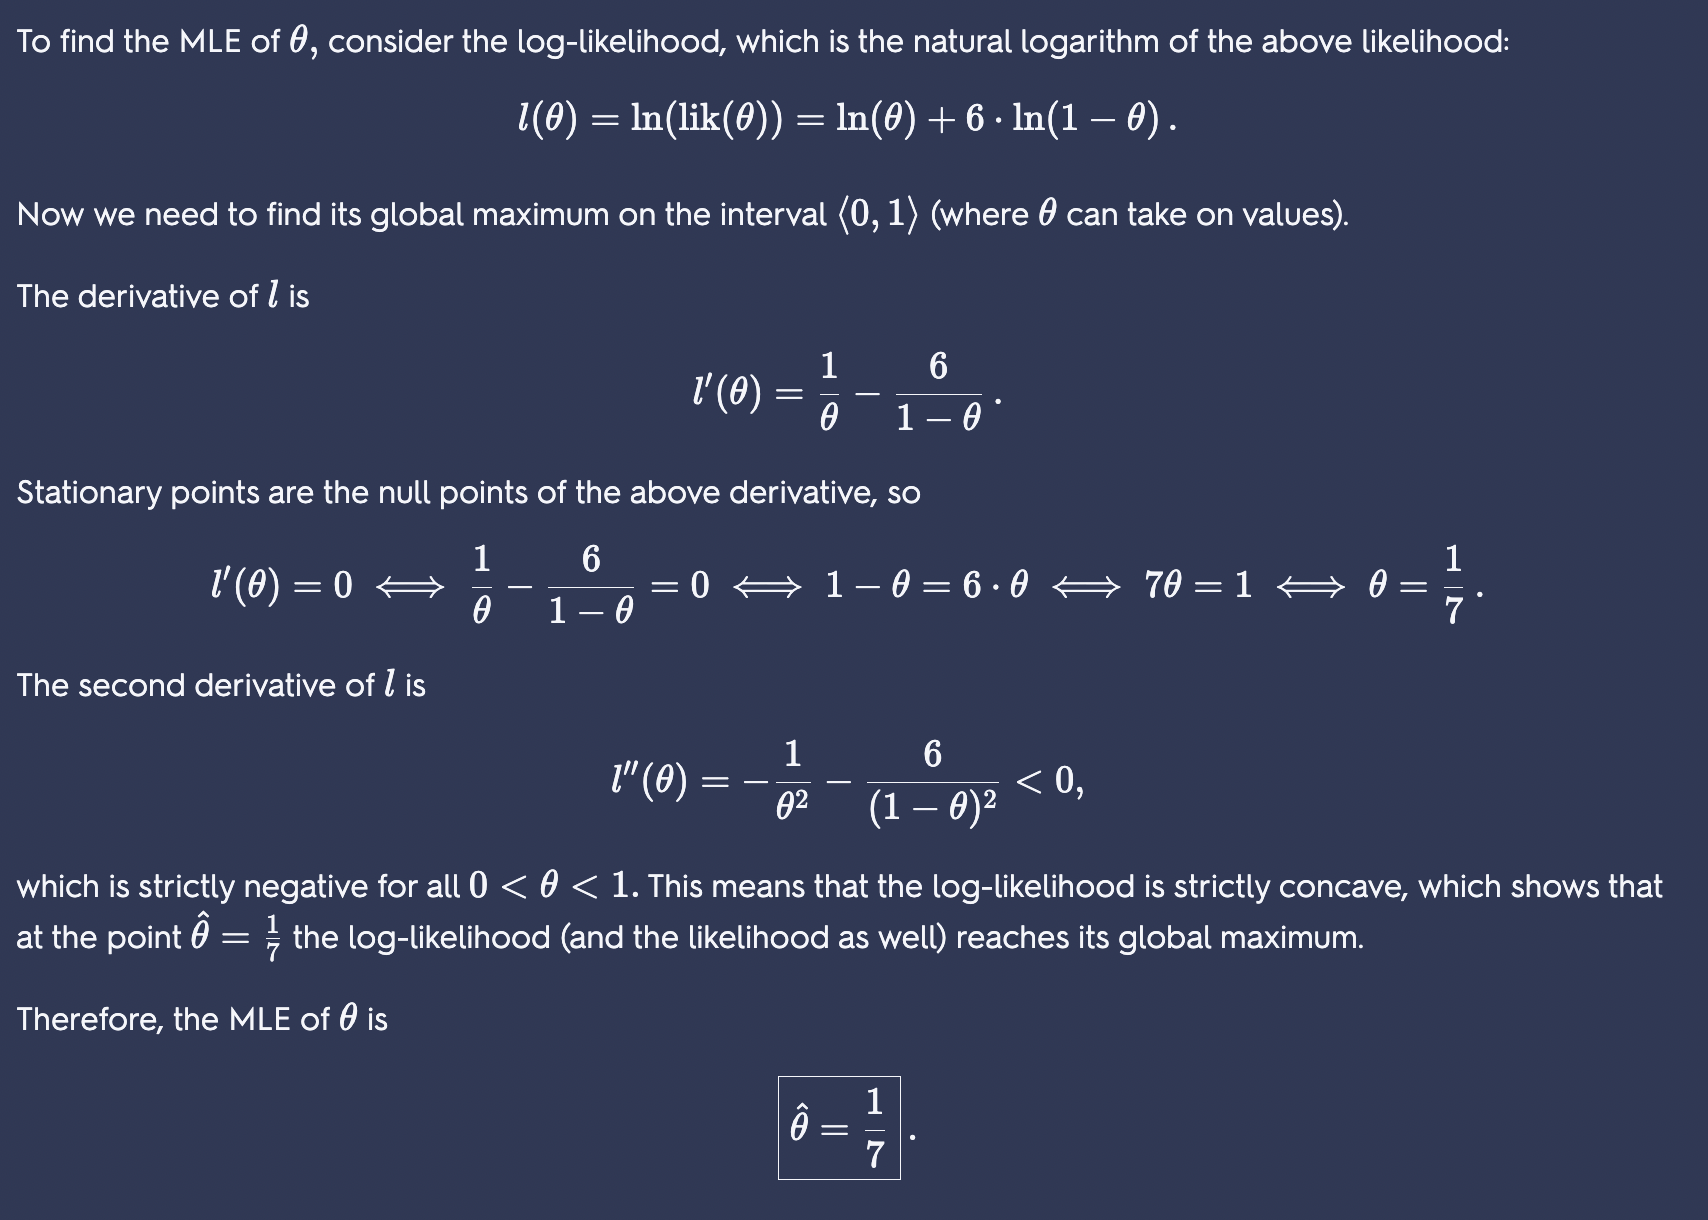 To find the MLE of θ, consider the log-likelihood, which is the natural logarithm of the above likelihood:
l(θ) = ln(lik(θ)) = ln(θ) + 6 · ln(1 − θ) .
Now we need to find its global maximum on the interval ⟨0, 1⟩ (where θ can take on values).
The derivative of l is
l′(θ) = 1/θ − 6/(1 − θ) .
Stationary points are the null points of the above derivative, so
l′(θ) = 0 ⟺ 1/θ − 6/(1 − θ) = 0 ⟺ 1 − θ = 6 · θ ⟺ 7θ = 1 ⟺ θ = 1/7 .
The second derivative of l is
l″(θ) = −1/θ² − 6/(1 − θ)² < 0,
which is strictly negative for all 0 < θ < 1. This means that the log-likelihood is strictly concave, which shows that
at the point θ̂ = 1/7 the log-likelihood (and the likelihood as well) reaches its global maximum.
Therefore, the MLE of θ is
θ̂ = 1/7 .